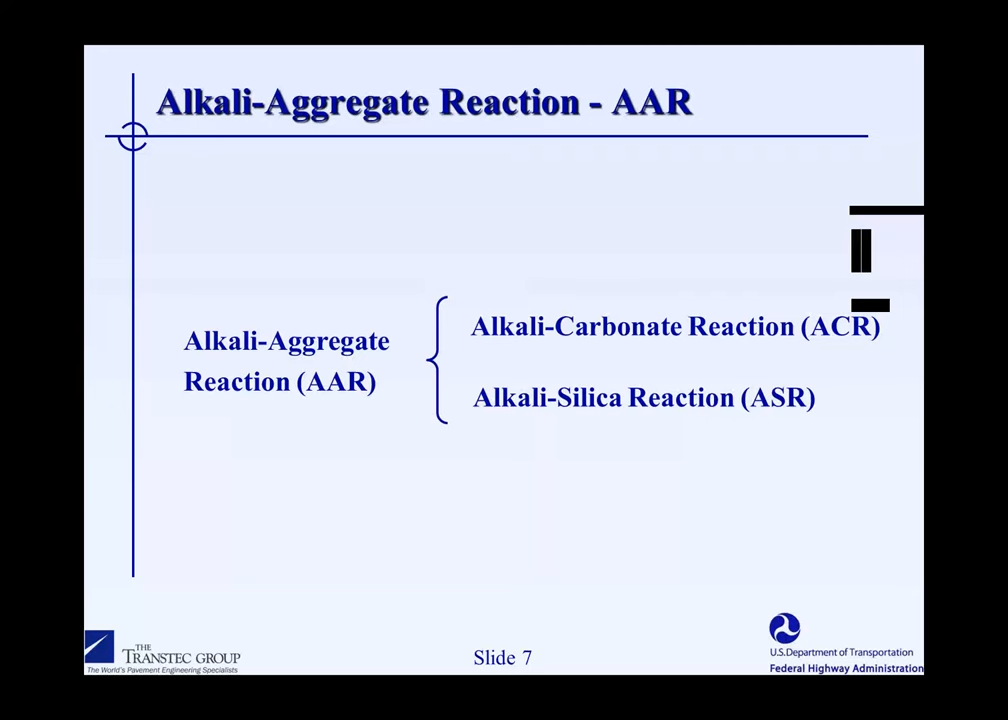 Alkali-Aggregate Reaction - AAR
Alkali-Aggregate
Reaction (AAR)
Alkali-Carbonate Reaction (ACR)
Alkali-Silica Reaction (ASR)
THE
TRANSTEC GROUP
The World's Pavement Engineering Specialists
Slide 7
U.S.Department of Transportation
Federal Highway Administration